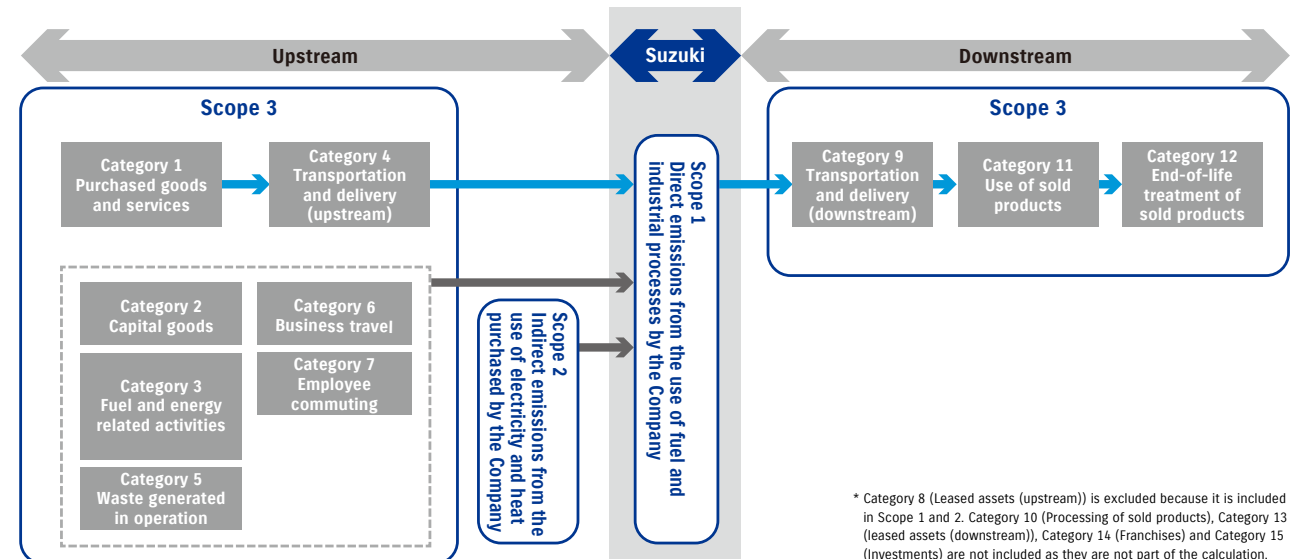 Upstream
Suzuki
Downstream
Scope 3
Category 1
Purchased goods
and services
Category 4
Transportation
and delivery
(upstream)
Category 2
Capital goods
Category 6
Business travel
Category 3
Fuel and energy
related activities
Category 7
Employee
commuting
Category 5
Waste generated
in operation
Scope 2
Indirect emissions from the
use of electricity and heat
purchased by the Company
Scope 1
Direct emissions from the use of fuel and
industrial processes by the Company
Scope 3
Category 9
Transportation
and delivery
(downstream)
Category 11
Use of sold
products
Category 12
End-of-life
treatment of
sold products
* Category 8 (Leased assets (upstream)) is excluded because it is included
in Scope 1 and 2. Category 10 (Processing of sold products), Category 13
(leased assets (downstream)), Category 14 (Franchises) and Category 15
(Investments) are not included as they are not part of the calculation.